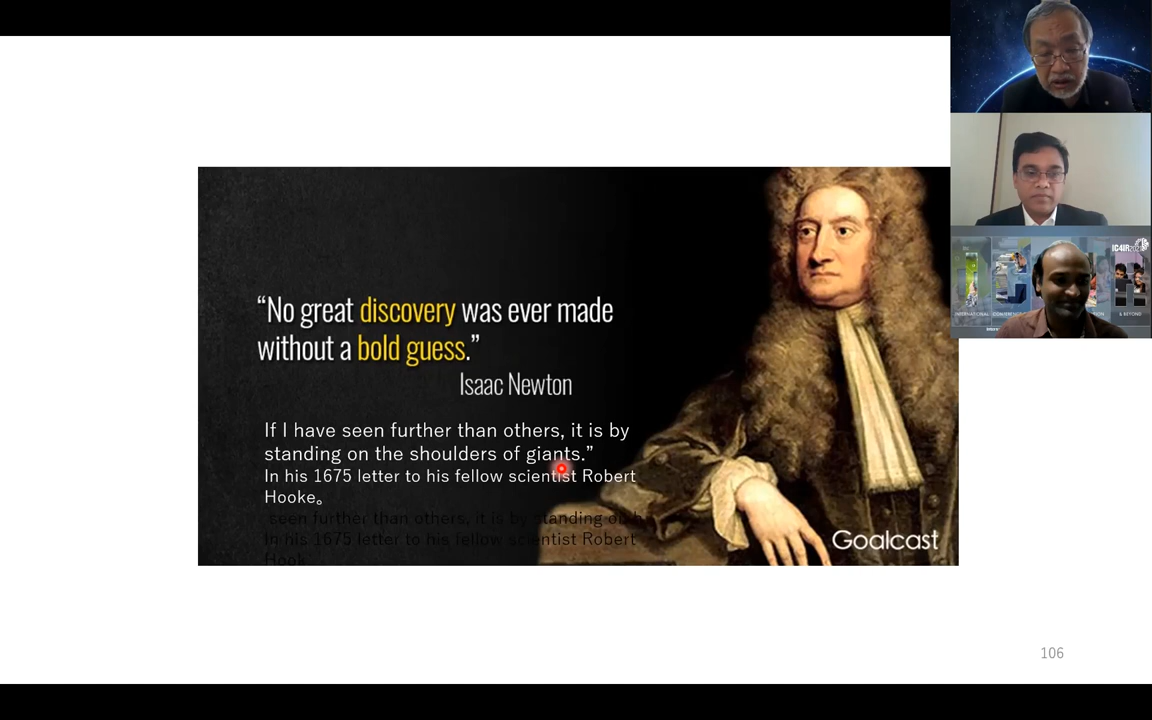 “No great discovery was ever made
without a bold guess.”
Isaac Newton
If I have seen further than others, it is by
standing on the shoulders of giants.”
In his 1675 letter to his fellow scientist Robert
Hooke。
seen further than others, it is by standing on
In his 1675 letter to his fellow scientist Robert
Hook
Goalcast
106
IC4IR
INTERNATIONAL
& BEYOND